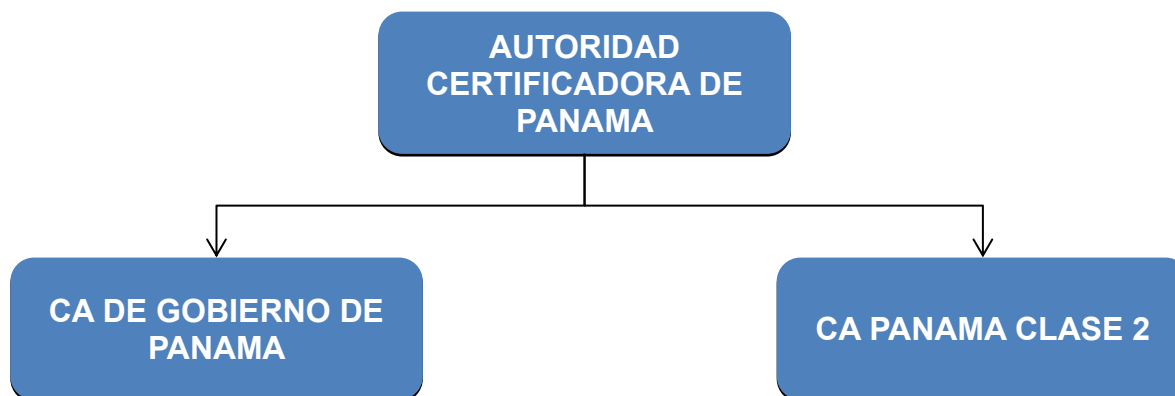 AUTORIDAD
CERTIFICADORA DE
PANAMA
CA DE GOBIERNO DE
PANAMA
CA PANAMA CLASE 2